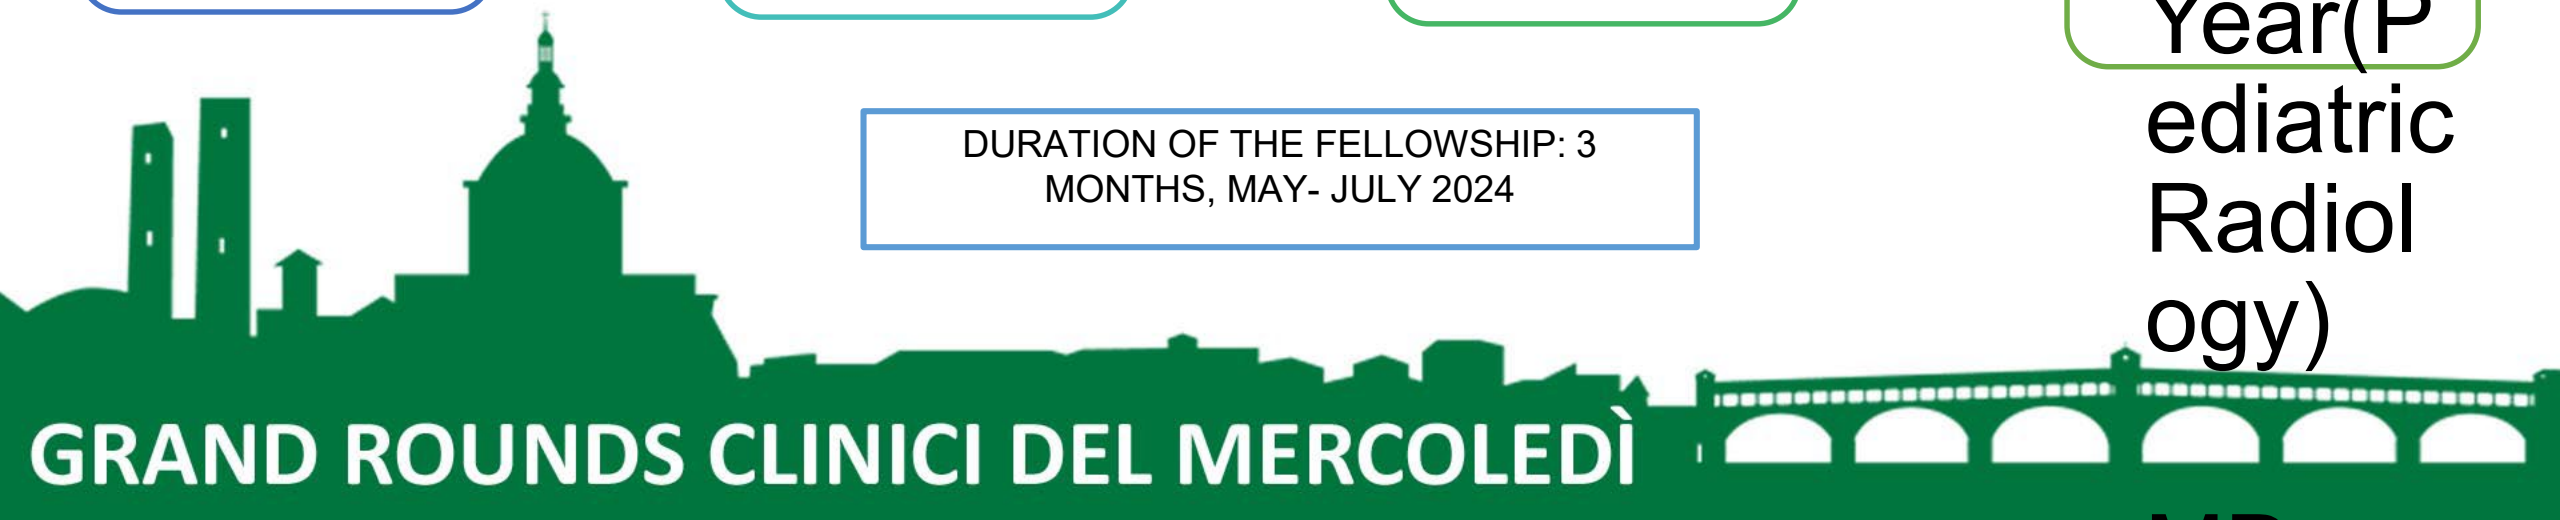 Year(P
ediatric
Radiol
ogy)
DURATION OF THE FELLOWSHIP: 3
MONTHS, MAY- JULY 2024
GRAND ROUNDS CLINICI DEL MERCOLEDÌ